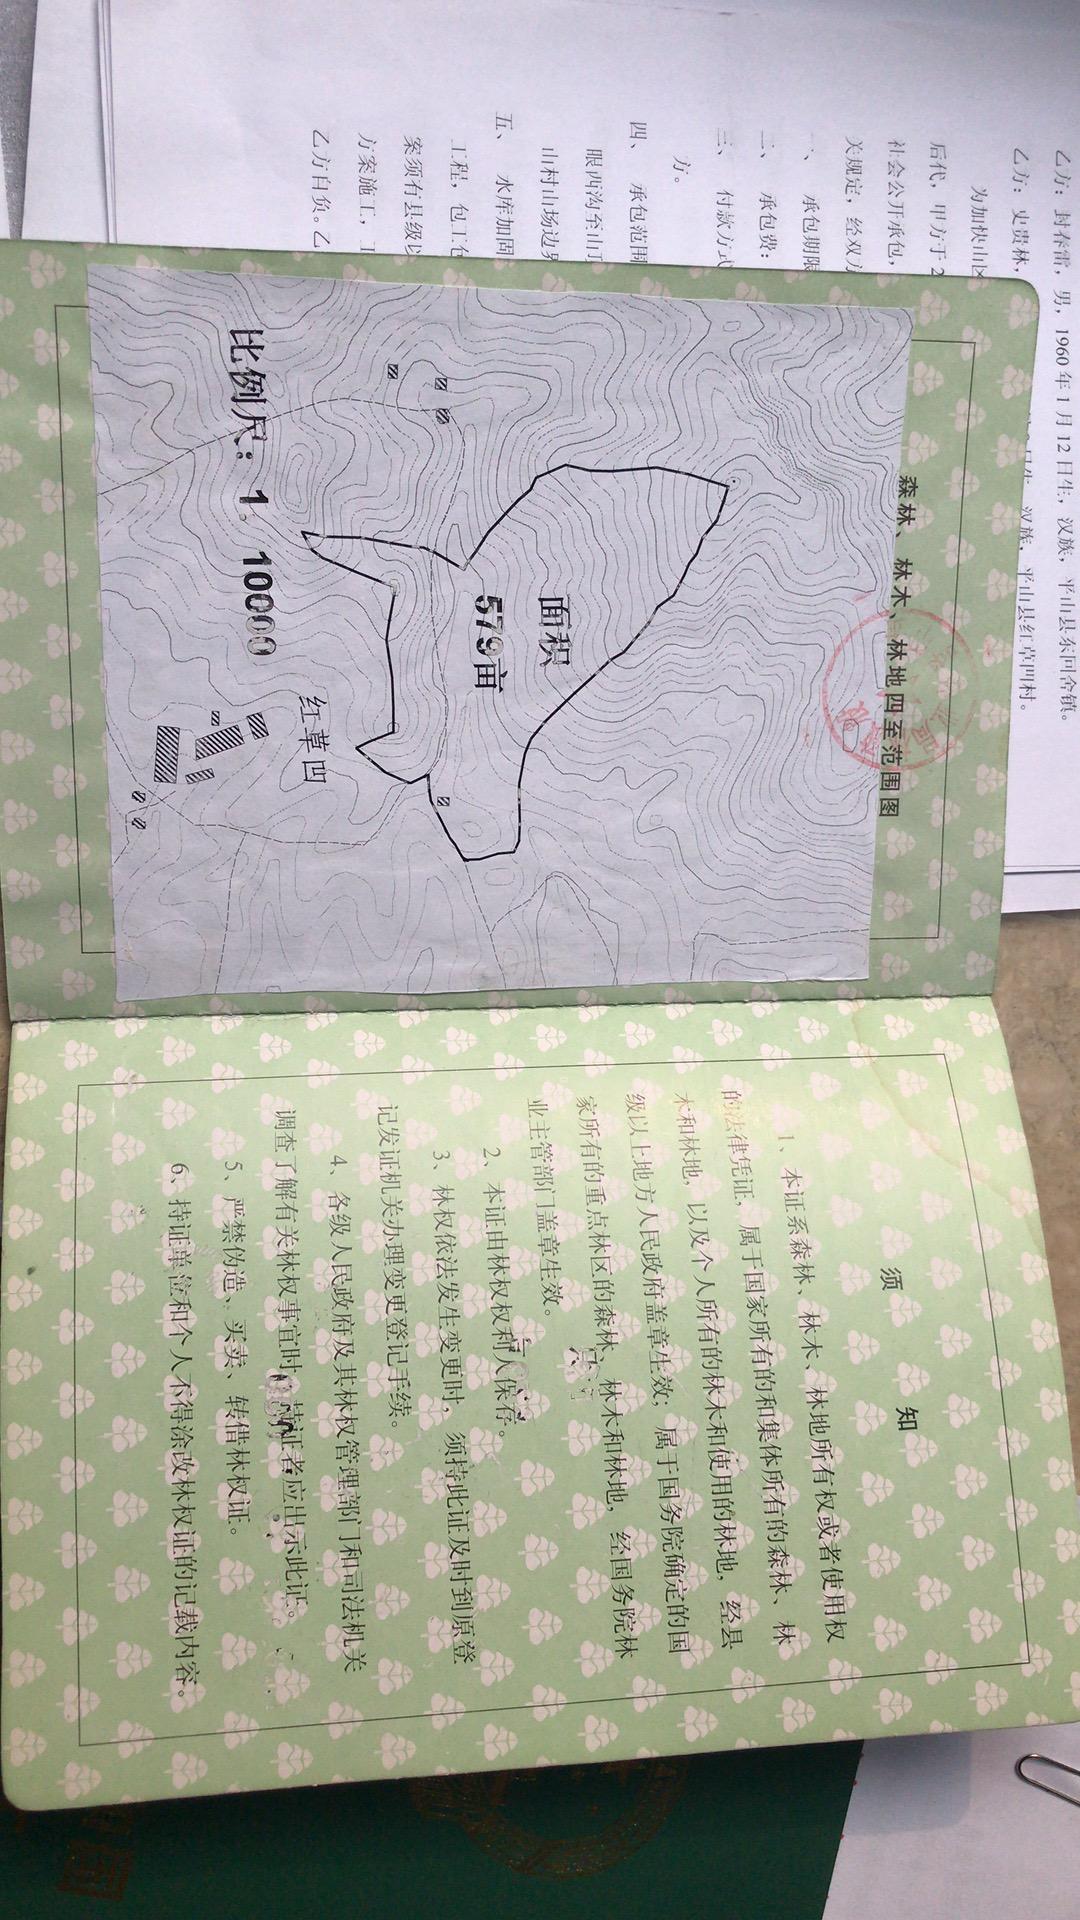 乙方：封春雷，男，1960年1月12日生，汉族，平山县东回舍镇。
乙方：史贵林，
汉族，平山县红草凹村。
为加快山区
后代，甲方于2
社会公开承包，
关规定，经双方
一、承包期限
二、承包费：
三、付款方式
方。
四、承包范围
眼西沟至山顶
山村山场边界
五、水库加固
工程，包工包
案须有县级以
方案施工，工
乙方自负。乙
森林、林木、林地四至范围图
面积
579亩
红草凹
比例尺：1：10000
须 知
1、本证系森林、林木、林地所有权或者使用权
的法律凭证，属于国家所有的和集体所有的森林、林
木和林地，以及个人所有的林木和使用的林地，经县
级以上地方人民政府盖章生效；属于国务院确定的国
家所有的重点林区的森林、林木和林地，经国务院林
业主管部门盖章生效。
2、本证由林权权利人保存。
3、林权依法发生变更时，须持此证及时到原登
记发证机关办理变更登记手续。
4、各级人民政府及其林权管理部门和司法机关
调查了解有关林权事宜时，持证者应出示此证。
5、严禁伪造、买卖、转借林权证。
6、持证单位和个人不得涂改林权证的记载内容。